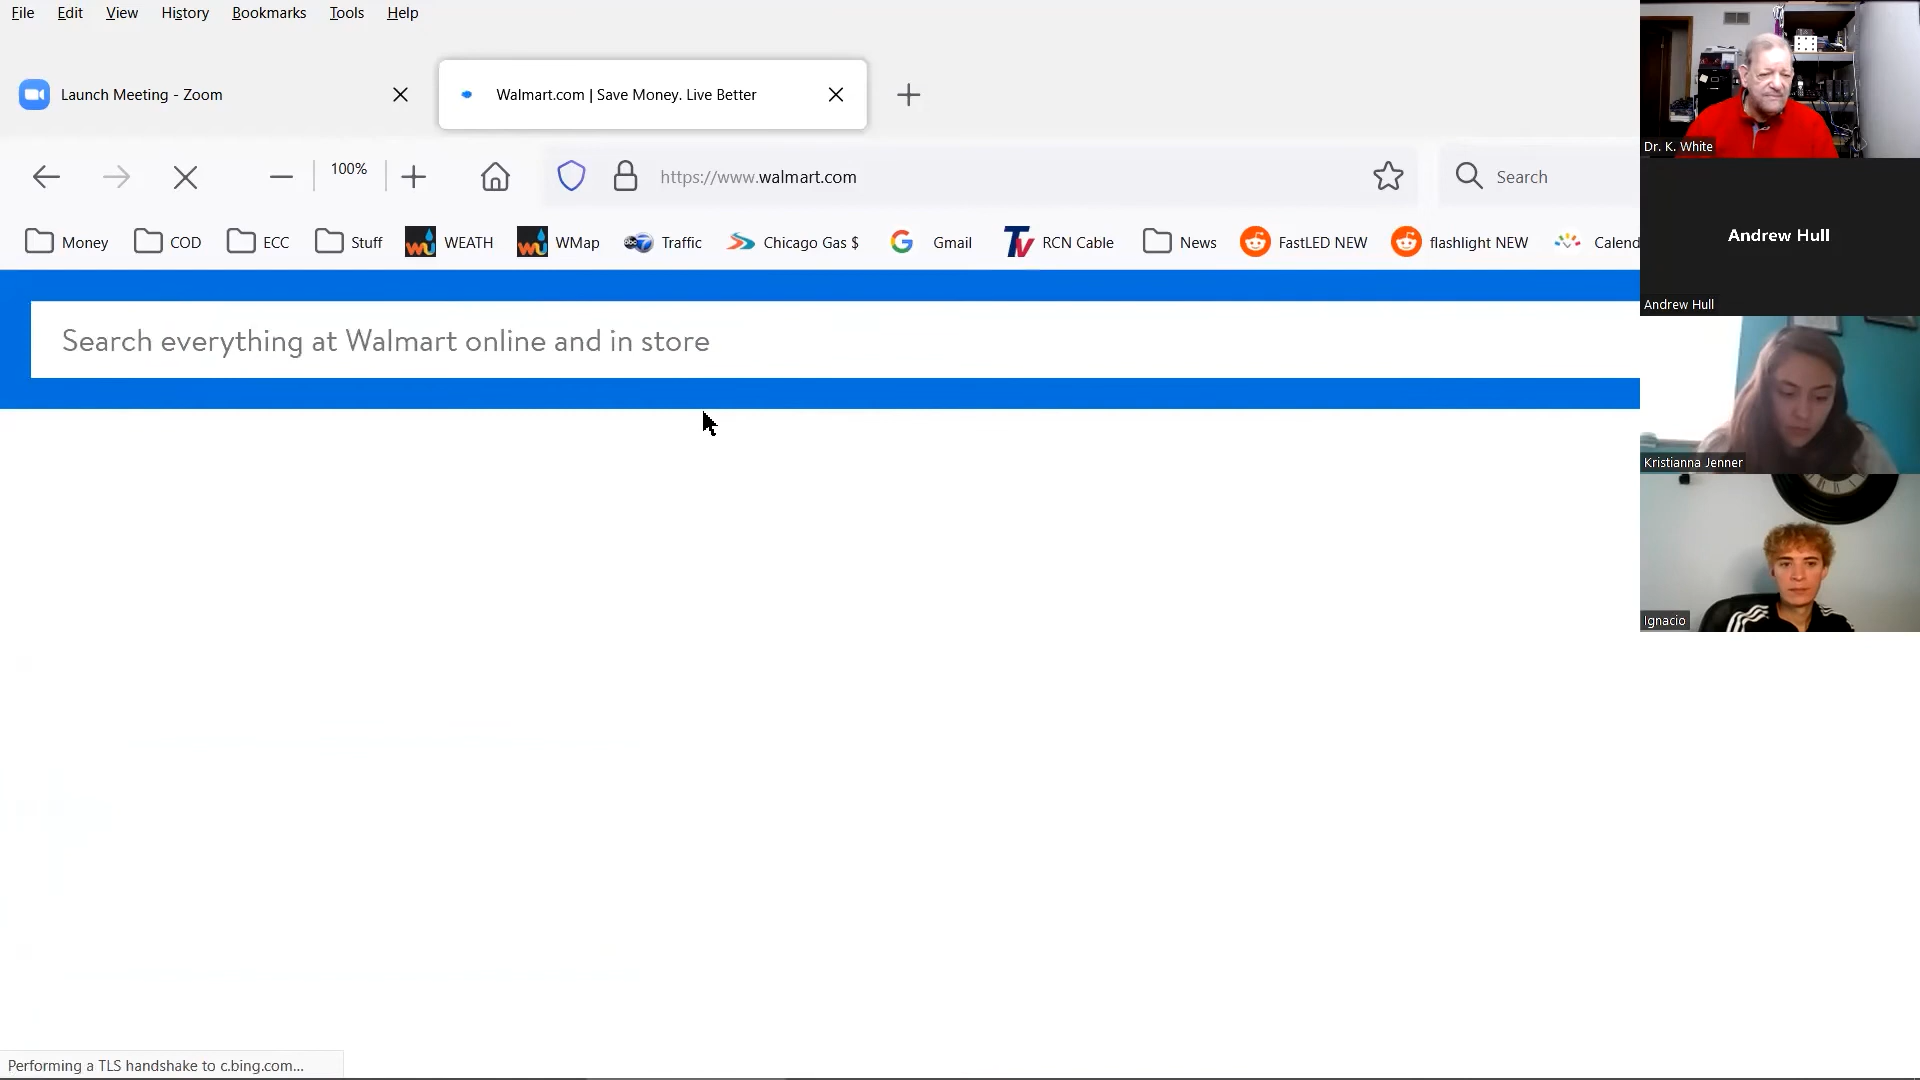 File Edit View History Bookmarks Tools Help
Launch Meeting - Zoom
Walmart.com | Save Money. Live Better
100%
https://www.walmart.com
Search
Money COD ECC Stuff WEATH WMap Traffic Chicago Gas $ Gmail RCN Cable News FastLED NEW flashlight NEW Calend
Search everything at Walmart online and in store
Dr. K. White
Andrew Hull
Andrew Hull
Kristianna Jenner
Ignacio
Performing a TLS handshake to c.bing.com...